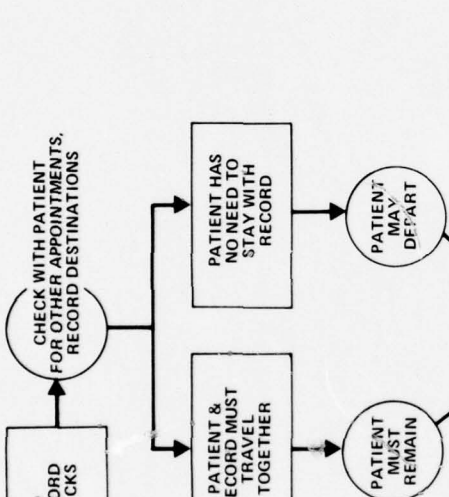 CHECK WITH PATIENT
FOR OTHER APPOINTMENTS,
RECORD DESTINATIONS
PATIENT HAS
NO NEED TO
STAY WITH
RECORD
PATIENT
MAY
DEPART
PATIENT &
ECORD MUST
TRAVEL
TOGETHER
PATIENT
MUST
REMAIN
ORD
CKS